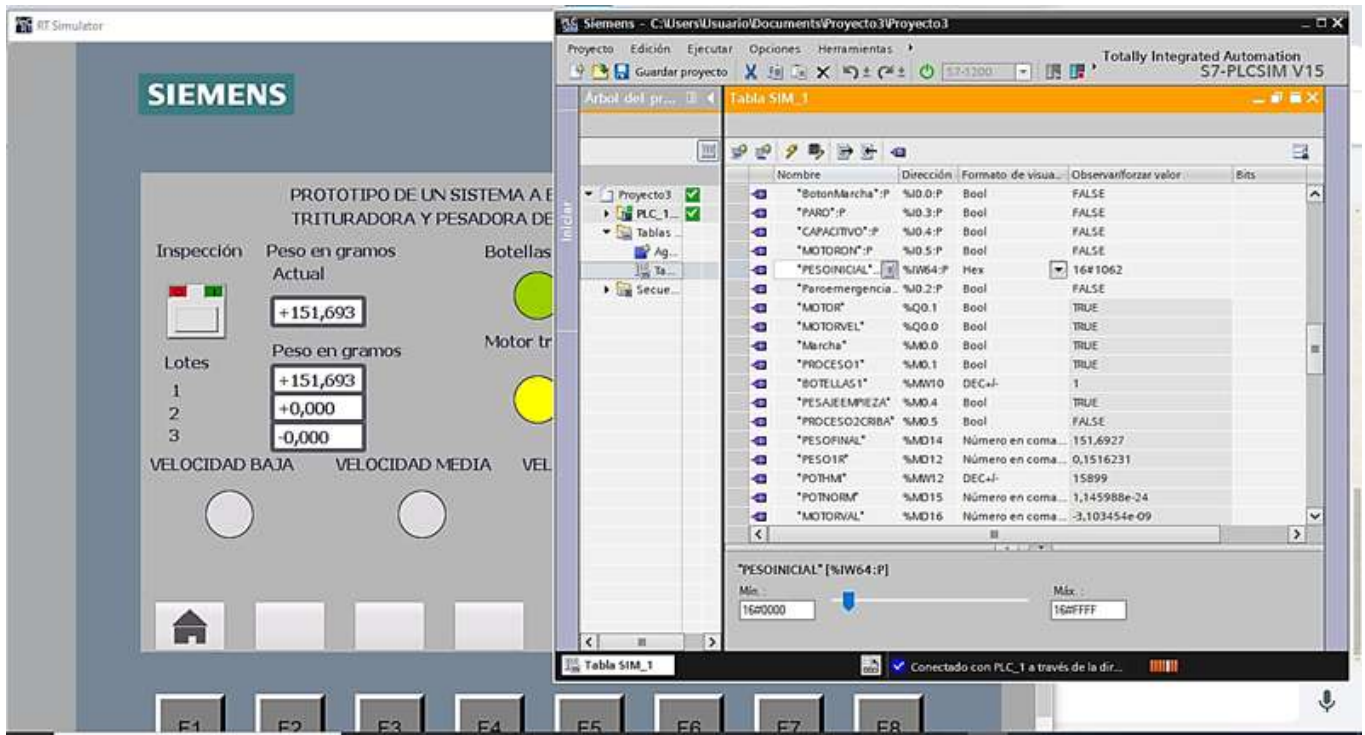 RT Simulator
SIEMENS
PROTOTIPO DE UN SISTEMA A
TRITURADORA Y PESADORA DE
Inspección
Peso en gramos
Actual
+151,693
Botellas
Motor tr
Lotes
1
2
3
Peso en gramos
+151,693
+0,000
-0,000
VELOCIDAD BAJA VELOCIDAD MEDIA VEL
F1 F2 F3 F4 F5 F6 F7 F8
Siemens - C:\Users\Usuario\Documents\Proyecto3\Proyecto3
Proyecto Edición Ejecutar Opciones Herramientas
Totally Integrated Automation
S7-PLCSIM V15
Guardar proyecto
S7-1200
Árbol del pr...
Tabla SIM_1
Iniciar
Proyecto3
PLC_1...
Tablas ..
Ag...
Ta...
Secue...
Nombre Dirección Formato de visua.. Observar/forzar valor Bits
"BotonMarcha":P %I0.0:P Bool FALSE
"PARO":P %I0.3:P Bool FALSE
"CAPACITIVO":P %I0.4:P Bool FALSE
"MOTORON":P %I0.5:P Bool FALSE
"PESOINICIAL".. %IW64:P Hex 16#1062
"Paroemergencia.. %I0.2:P Bool FALSE
"MOTOR" %Q0.1 Bool TRUE
"MOTORVEL" %Q0.0 Bool TRUE
"Marcha" %M0.0 Bool TRUE
"PROCESO1" %M0.1 Bool TRUE
"BOTELLAS1" %MW10 DEC+/- 1
"PESAJEEMPIEZA" %M0.4 Bool TRUE
"PROCESO2CRIBA" %M0.5 Bool FALSE
"PESOFINAL" %MD14 Número en coma... 151,6927
"PESO1R" %MD12 Número en coma... 0,1516231
"POTHMI" %MW12 DEC+/- 15899
"POTNORM" %MD15 Número en coma... 1,145988e-24
"MOTORVAL" %MD16 Número en coma... -3,103454e-09
"PESOINICIAL" [%IW64:P]
Mín. : Máx. :
16#0000 16#FFFF
Tabla SIM_1
Conectado con PLC_1 a través de la dir...